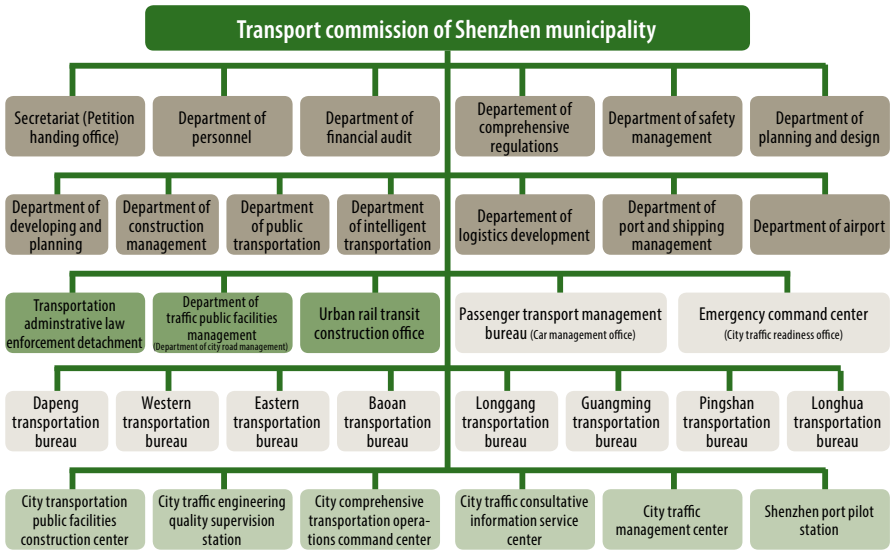 Transport commission of Shenzhen municipality
Secretariat (Petition
handing office)
Department of
personnel
Department of
financial audit
Departement of
comprehensive
regulations
Department of safety
management
Department of
planning and design
Department of
developing and
planning
Department of
construction
management
Department
of public
transportation
Department
of intelligent
transportation
Departement of
logistics development
Department of
port and shipping
management
Department of airport
Transportation
adminstrative law
enforcement detachment
Department of
traffic public facilities
management
(Department of city road management)
Urban rail transit
construction office
Passenger transport management
bureau (Car management office)
Emergency command center
(City traffic readiness office)
Dapeng
transportation
bureau
Western
transportation
bureau
Eastern
transportation
bureau
Baoan
transportation
bureau
Longgang
transportation
bureau
Guangming
transportation
bureau
Pingshan
transportation
bureau
Longhua
transportation
bureau
City transportation
public facilities
construction center
City traffic engineering
quality supervision
station
City comprehensive
transportation opera-
tions command center
City traffic consultative
information service
center
City traffic
management center
Shenzhen port pilot
station